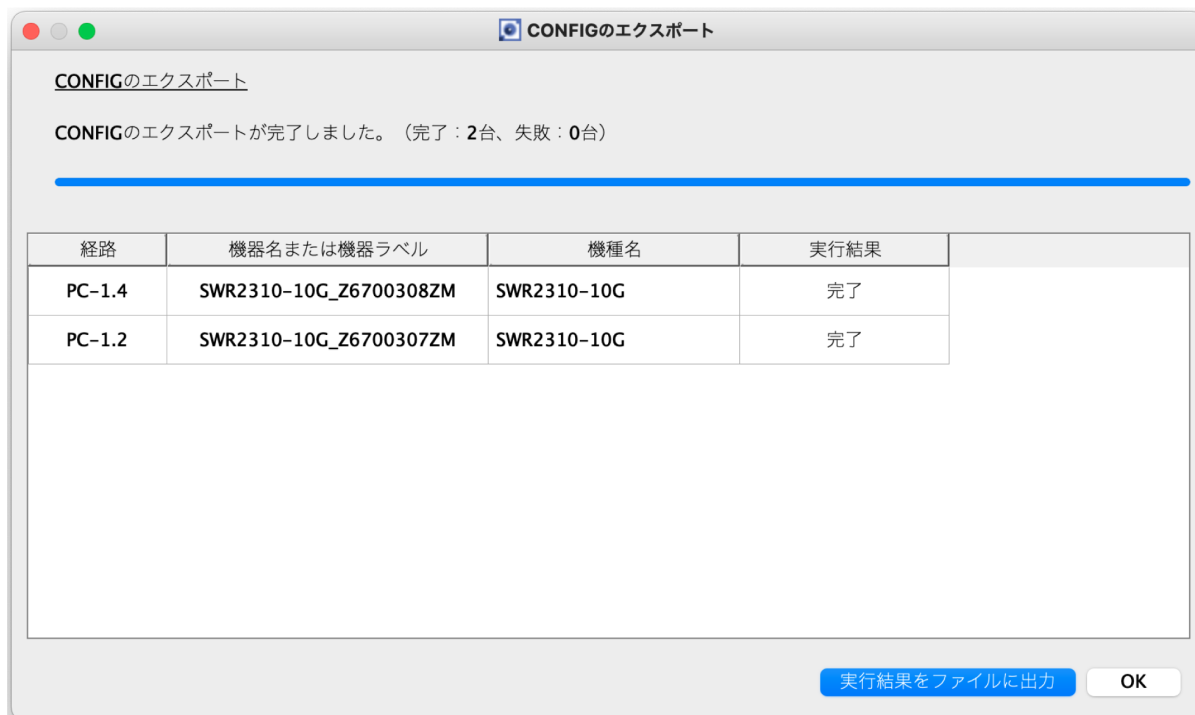 CONFIGのエクスポート
CONFIGのエクスポート
CONFIGのエクスポートが完了しました。（完了：2台、失敗：0台）
経路 機器名または機器ラベル 機種名 実行結果
PC-1.4 SWR2310-10G_Z6700308ZM SWR2310-10G 完了
PC-1.2 SWR2310-10G_Z6700307ZM SWR2310-10G 完了
実行結果をファイルに出力 OK